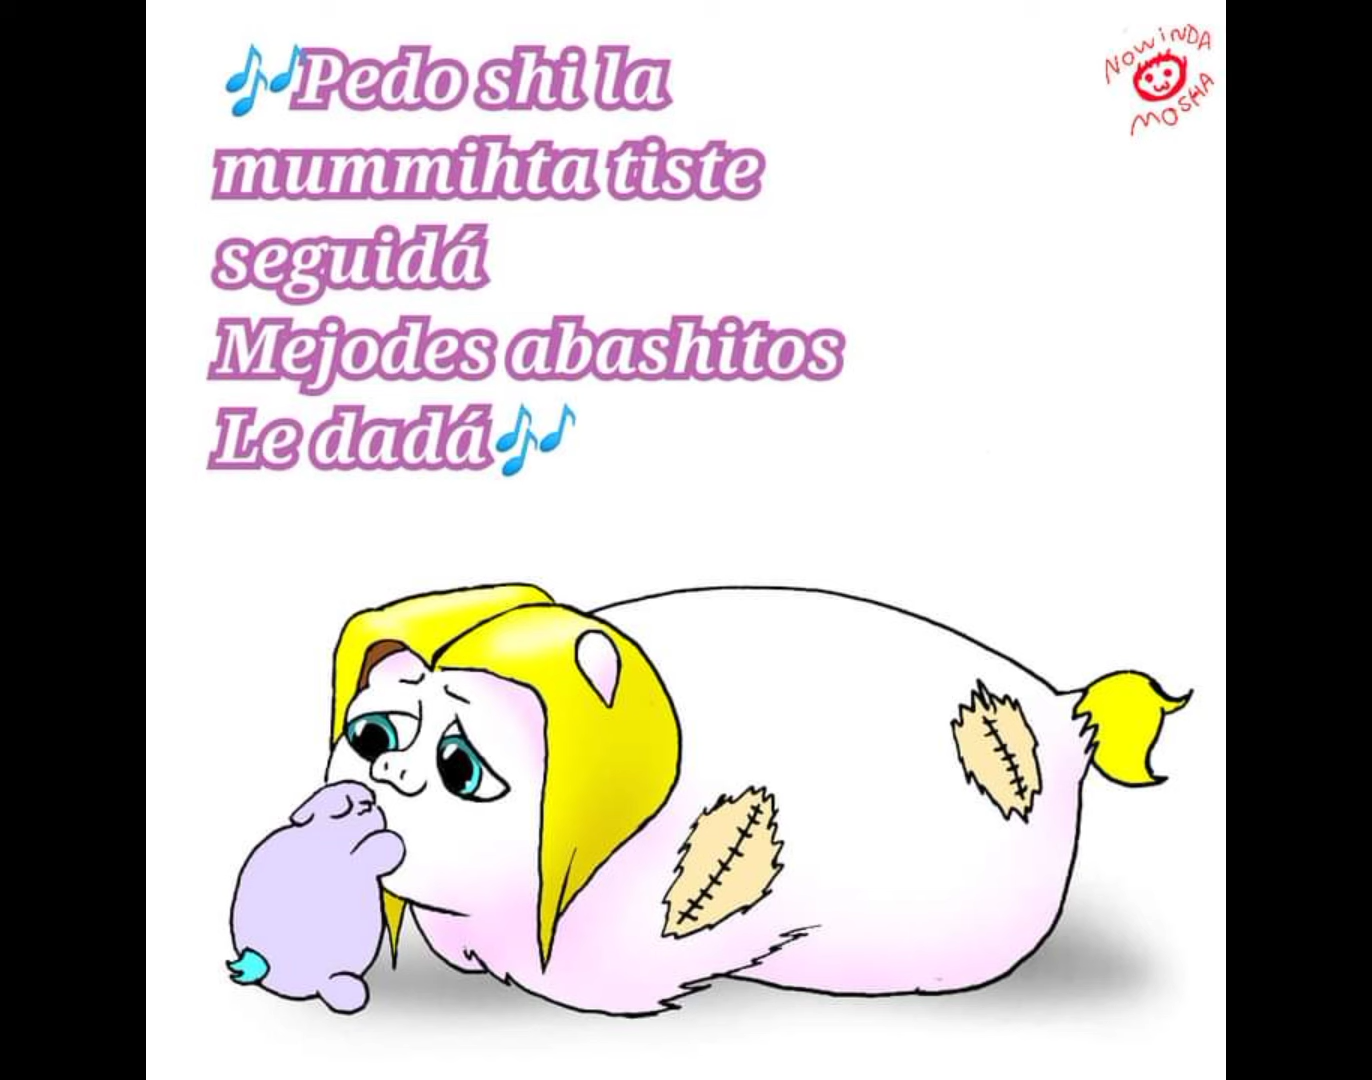 🎶Pedo shi la
mummihta tiste
seguidá
Mejodes abashitos
Le dadá🎶
NOWINDA
MOSHA